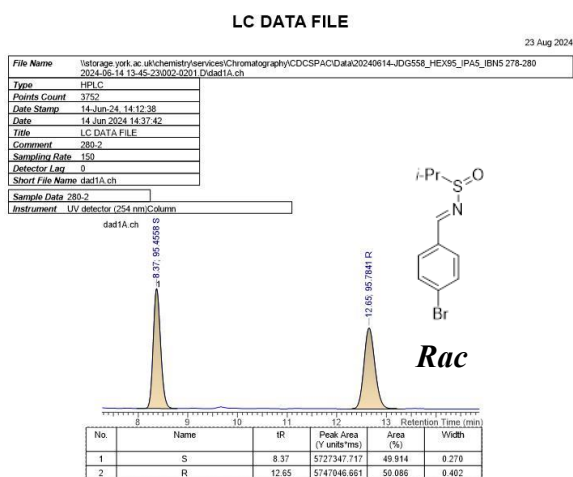 LC DATA FILE
23 Aug 2024
File Name \\storage.york.ac.uk\chemistry\services\Chromatography\CDCSPAC\Data\20240614-JDG558_HEX95_IPA5_IBN5 278-280
2024-06-14 13-45-23\002-0201.D\dad1A.ch
Type HPLC
Points Count 3752
Date Stamp 14-Jun-24, 14:12:38
Date 14 Jun 2024 14:37:42
Title LC DATA FILE
Comment 280-2
Sampling Rate 150
Detector Lag 0
Short File Name dad1A.ch
Sample Data 280-2
Instrument UV detector (254 nm)Column
dad1A.ch
8.37; 95.4558 S
12.65; 95.7841 R
i-Pr S O
N
Br
Rac
8 9 10 11 12 13 Retention Time (min)
No. Name tR Peak Area (Y units*ms) Area (%) Width
1 S 8.37 5727347.717 49.914 0.270
2 R 12.65 5747046.661 50.086 0.402